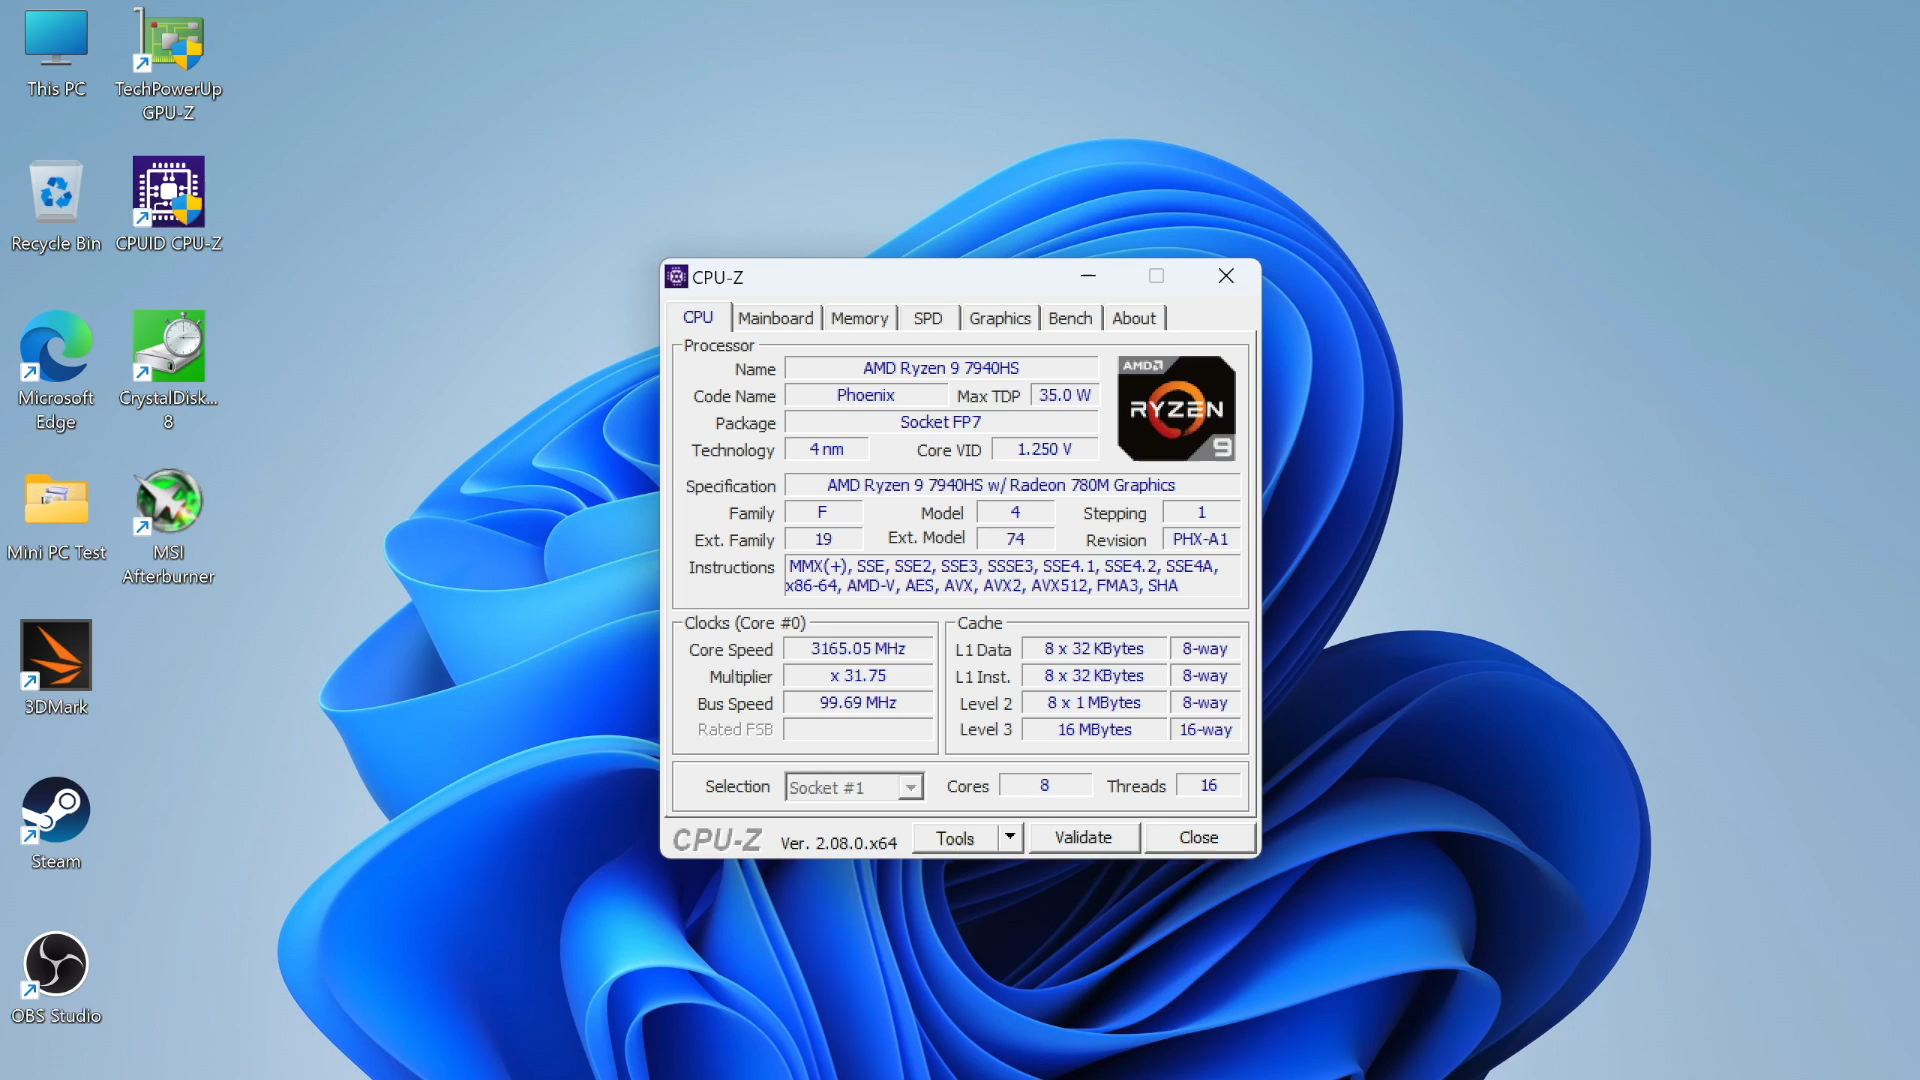 This PC
TechPowerUp
GPU-Z
Recycle Bin
CPUID CPU-Z
Microsoft
Edge
CrystalDisk...
8
Mini PC Test
MSI
Afterburner
3DMark
Steam
OBS Studio
CPU-Z
CPU Mainboard Memory SPD Graphics Bench About
Processor
Name AMD Ryzen 9 7940HS
Code Name Phoenix Max TDP 35.0 W
Package Socket FP7
Technology 4 nm Core VID 1.250 V
AMD
RYZEN
9
Specification AMD Ryzen 9 7940HS w/ Radeon 780M Graphics
Family F Model 4 Stepping 1
Ext. Family 19 Ext. Model 74 Revision PHX-A1
Instructions MMX(+), SSE, SSE2, SSE3, SSSE3, SSE4.1, SSE4.2, SSE4A,
x86-64, AMD-V, AES, AVX, AVX2, AVX512, FMA3, SHA
Clocks (Core #0)
Core Speed 3165.05 MHz
Multiplier x 31.75
Bus Speed 99.69 MHz
Rated FSB
Cache
L1 Data 8 x 32 KBytes 8-way
L1 Inst. 8 x 32 KBytes 8-way
Level 2 8 x 1 MBytes 8-way
Level 3 16 MBytes 16-way
Selection Socket #1 Cores 8 Threads 16
CPU-Z Ver. 2.08.0.x64 Tools Validate Close